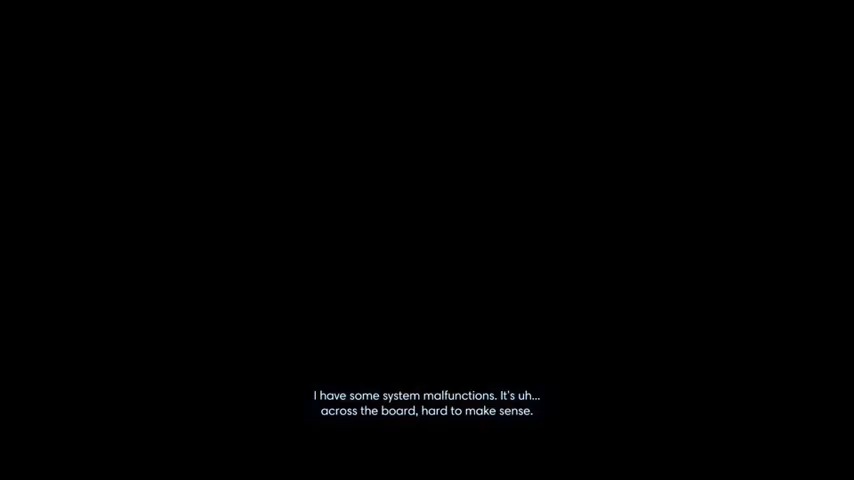 I have some system malfunctions. It's uh...
across the board, hard to make sense.